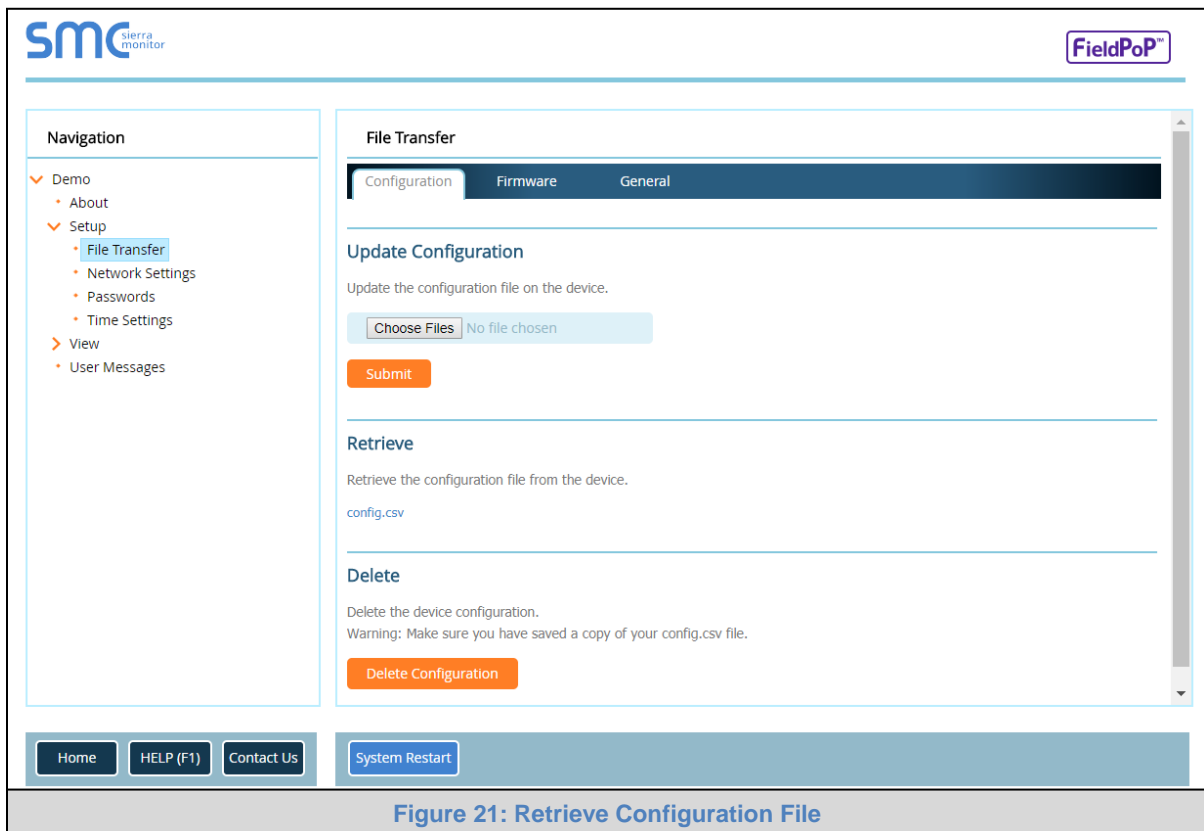 SMC sierra
monitor
FieldPoP™
Navigation
Demo
About
Setup
File Transfer
Network Settings
Passwords
Time Settings
View
User Messages
File Transfer
Configuration Firmware General
Update Configuration
Update the configuration file on the device.
Choose Files No file chosen
Submit
Retrieve
Retrieve the configuration file from the device.
config.csv
Delete
Delete the device configuration.
Warning: Make sure you have saved a copy of your config.csv file.
Delete Configuration
Home HELP (F1) Contact Us System Restart
Figure 21: Retrieve Configuration File